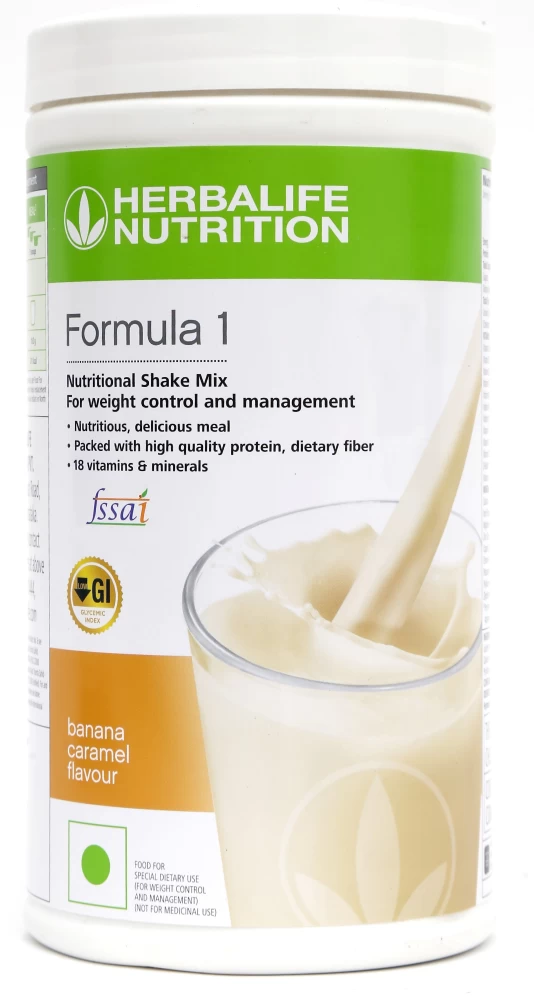 HERBALIFE
NUTRITION
Formula 1
Nutritional Shake Mix
For weight control and management
• Nutritious, delicious meal
• Packed with high quality protein, dietary fiber
• 18 vitamins & minerals
fssai
LOW GI
GLYCEMIC
INDEX
banana
caramel
flavour
FOOD FOR
SPECIAL DIETARY USE
(FOR WEIGHT CONTROL
AND MANAGEMENT)
(NOT FOR MEDICINAL USE)